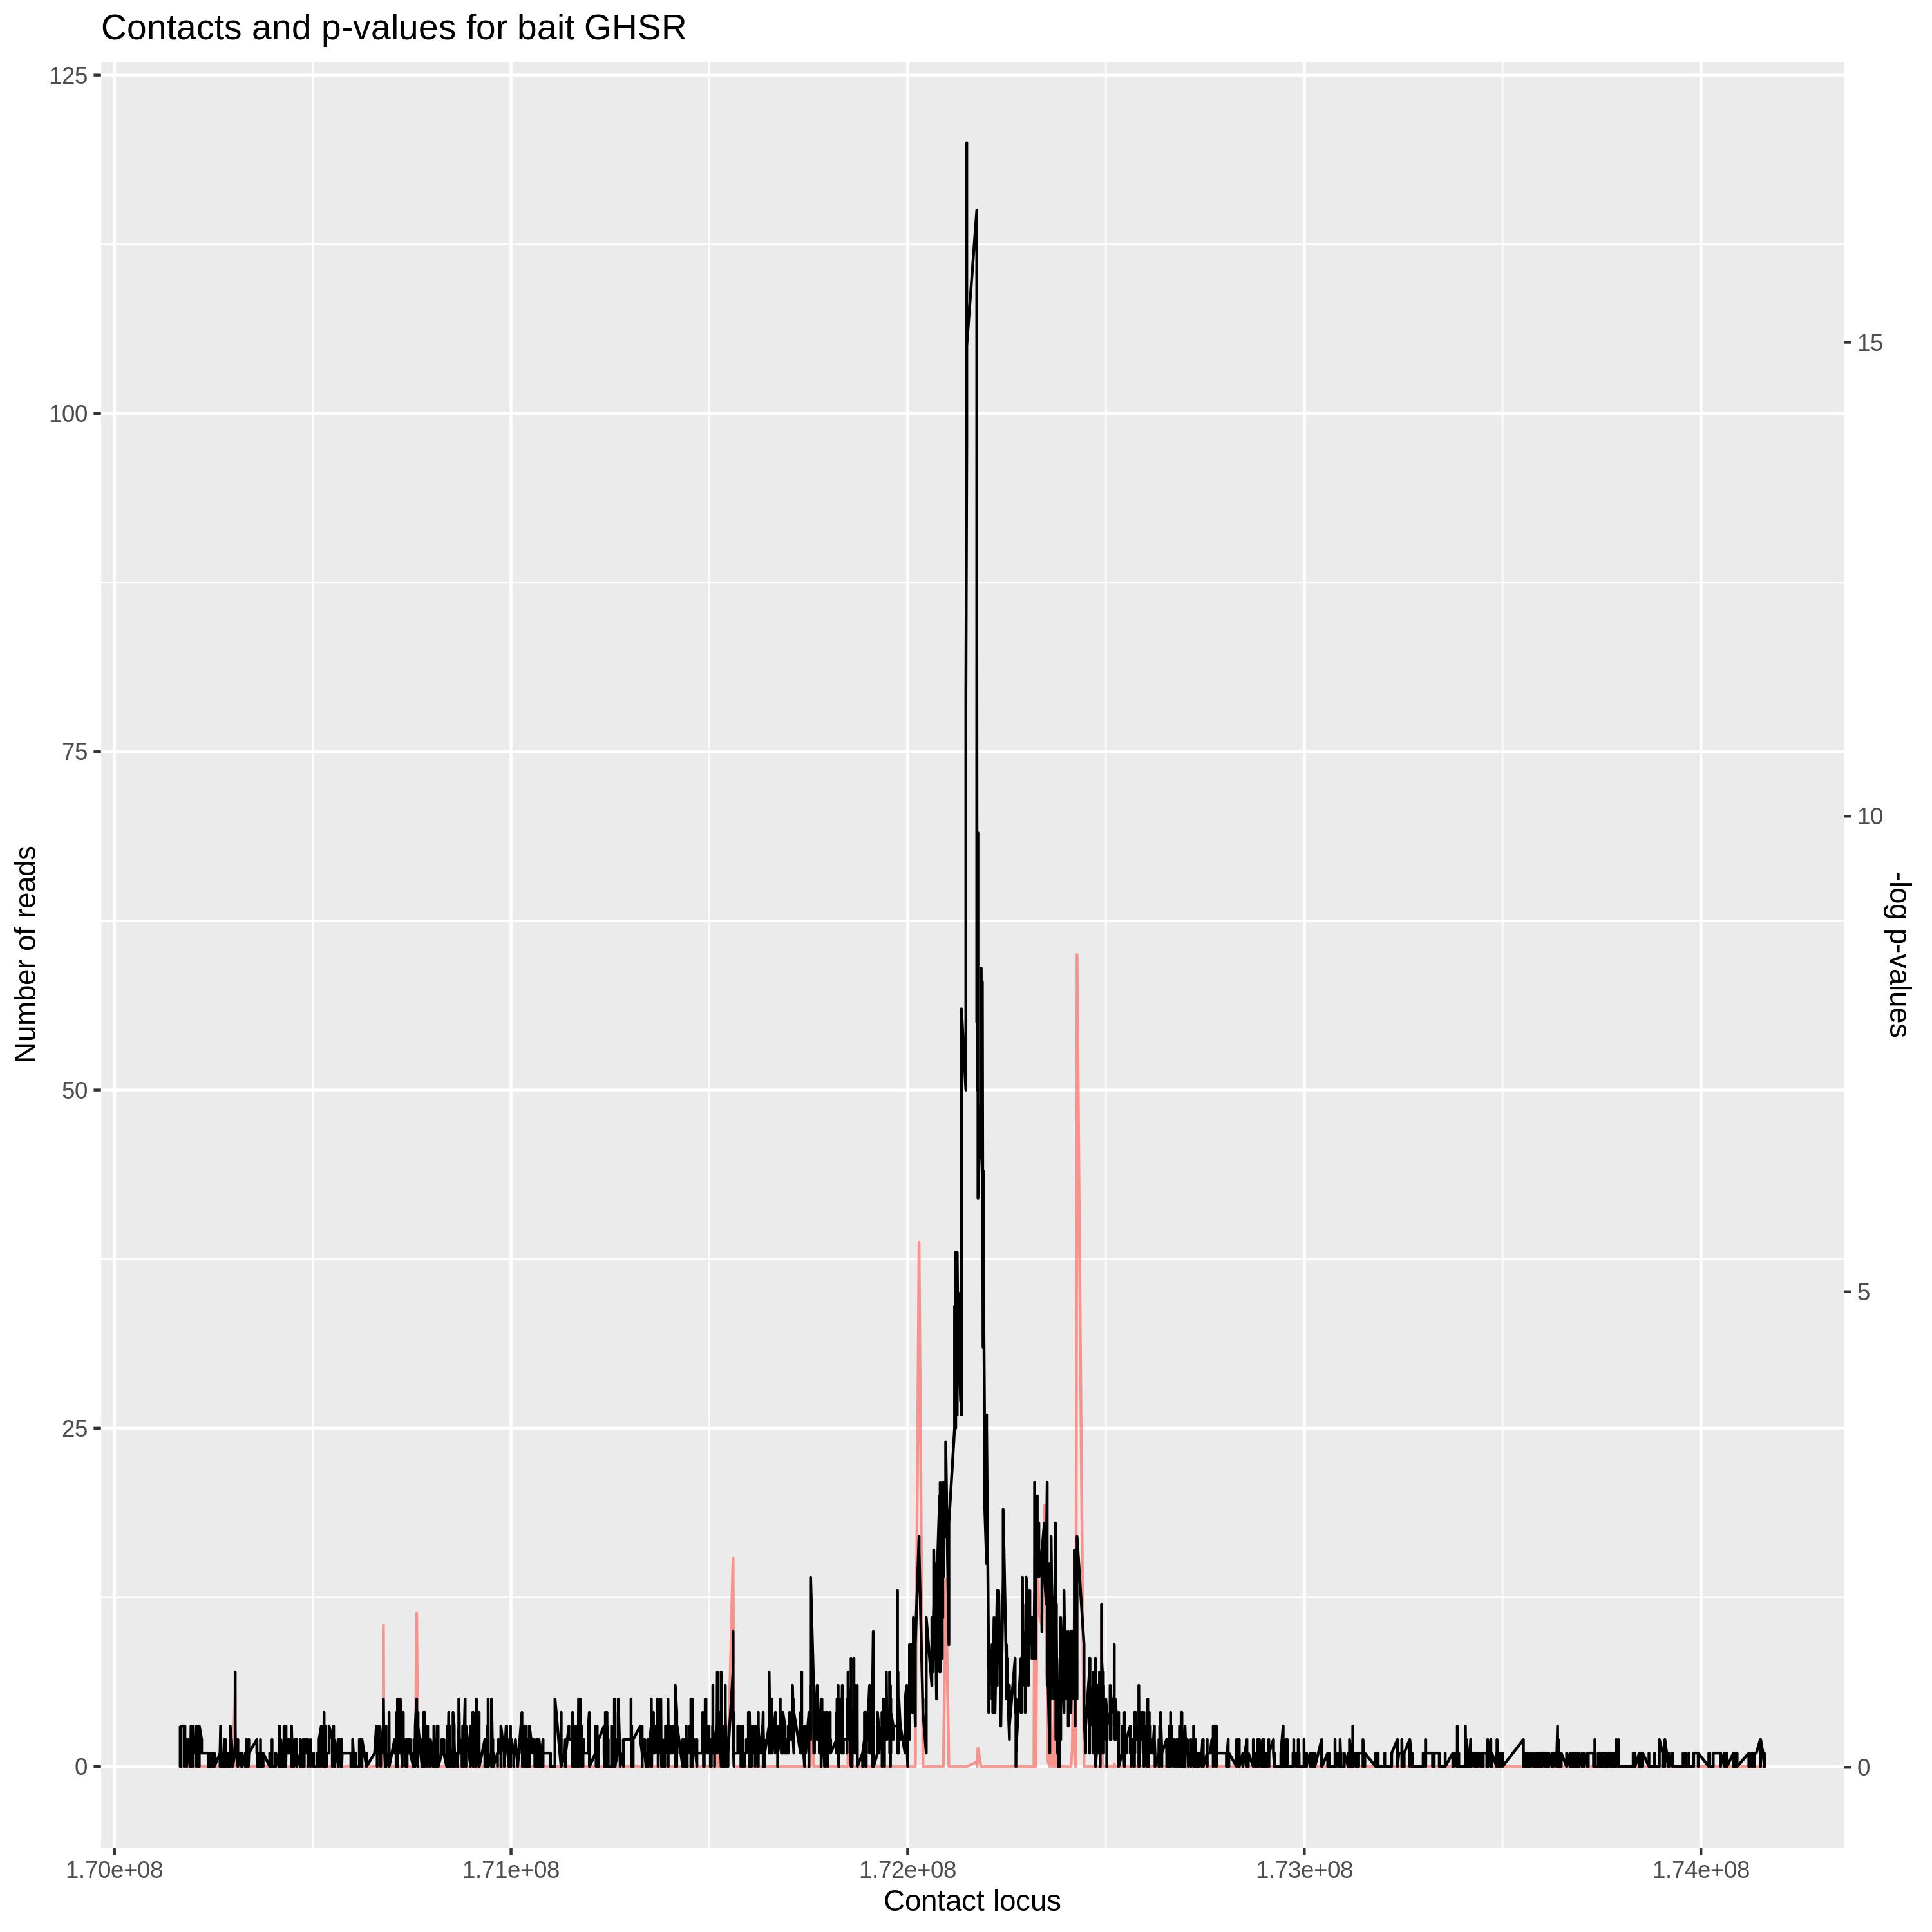 Contacts and p-values for bait GHSR
125
100
75
50
25
0
Number of reads
15
10
5
0
-log p-values
1.70e+08
1.71e+08
1.72e+08
1.73e+08
1.74e+08
Contact locus